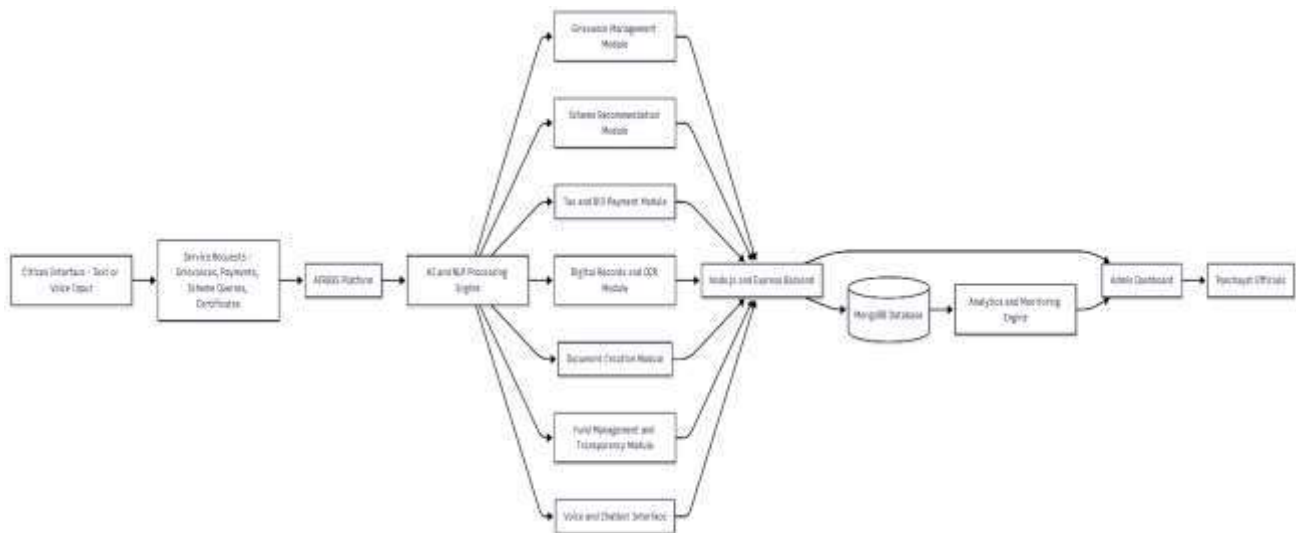 Citizen Interface - Text or
Voice Input
Service Requests -
Grievances, Payments,
Scheme Queries,
Certificates
Platform
AI and NLP Processing
Engine
Grievance Management
Module
Scheme Recommendation
Module
Tax and Bill Payment Module
Digital Records and OCR
Module
Document Creation Module
Fund Management and
Transparency Module
Voice and Chatbot Interface
Node.js and Express Backend
MongoDB Database
Analytics and Monitoring
Engine
Admin Dashboard
Panchayat Officials